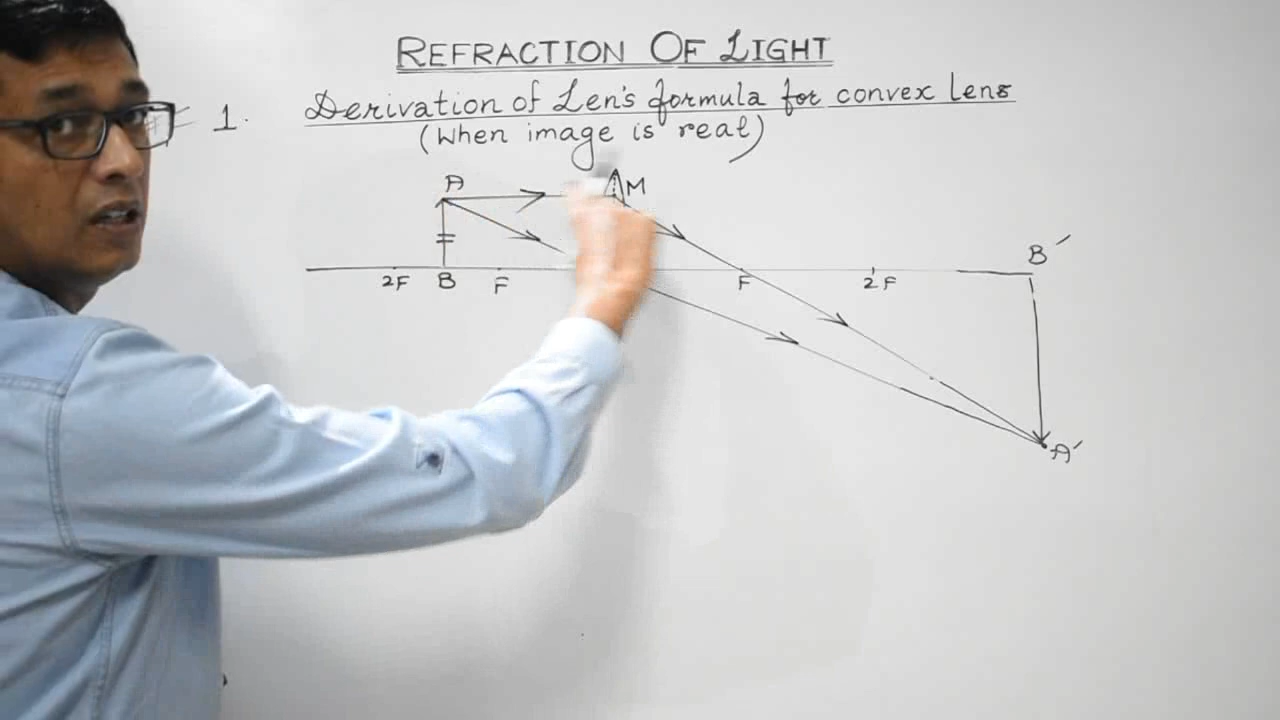 REFRACTION OF LIGHT
1. Derivation of Len's formula for convex lens
(When image is real)
A M
B'
2F B F F 2F
A'